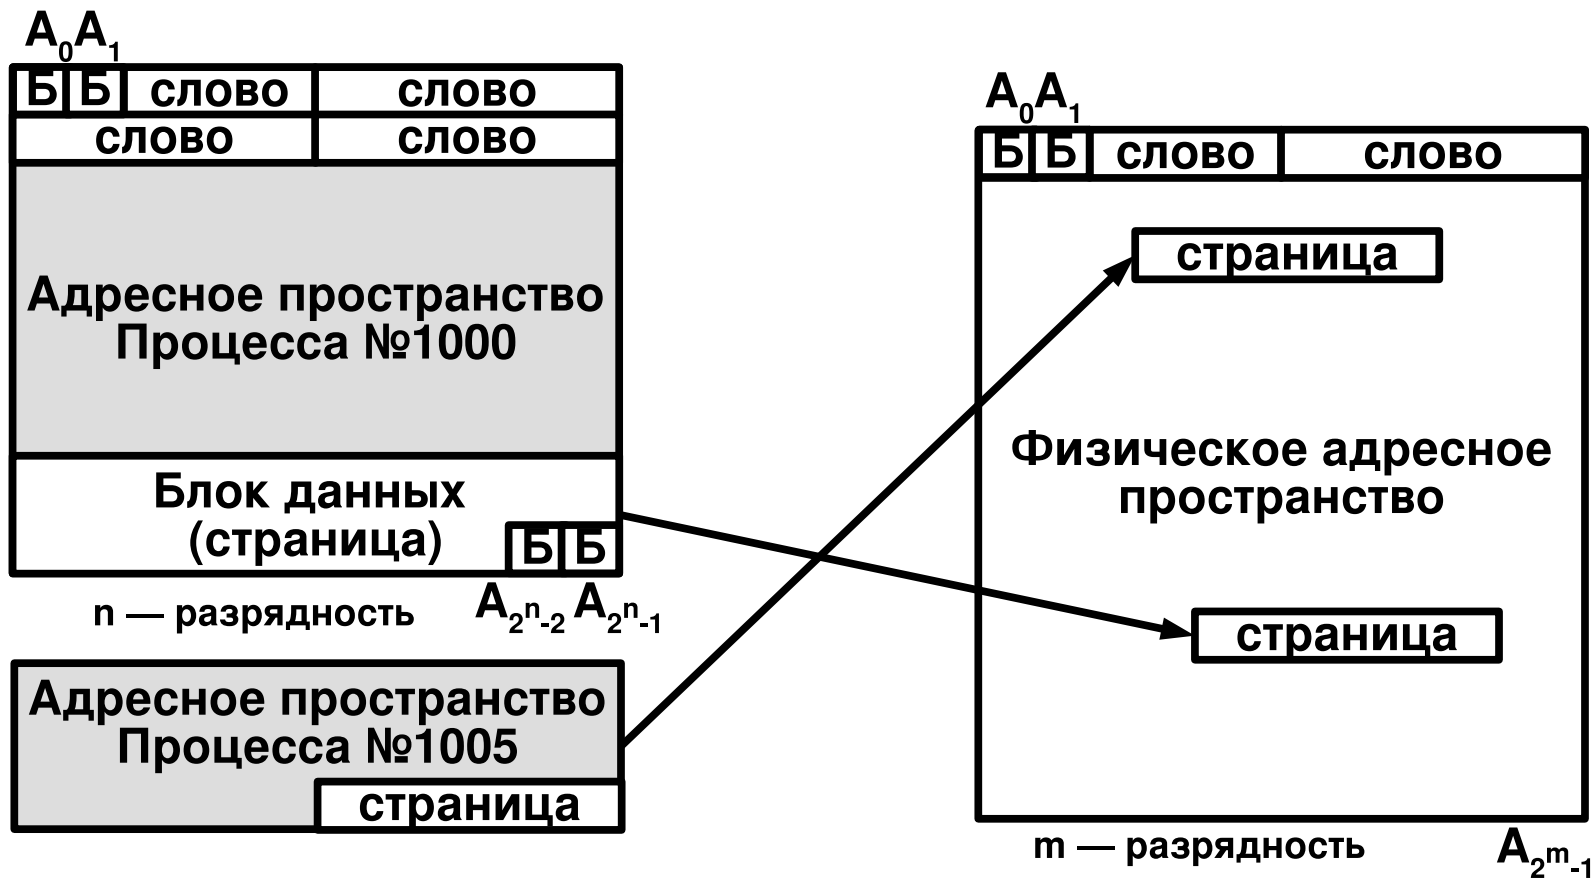 A₀A₁
Б Б слово слово
слово слово
Адресное пространство
Процесса №1000
Блок данных
(страница)
Б Б
n — разрядность A₂ⁿ₋₂ A₂ⁿ₋₁
Адресное пространство
Процесса №1005
страница
A₀A₁
Б Б слово слово
страница
Физическое адресное
пространство
страница
m — разрядность A₂ᵐ₋₁